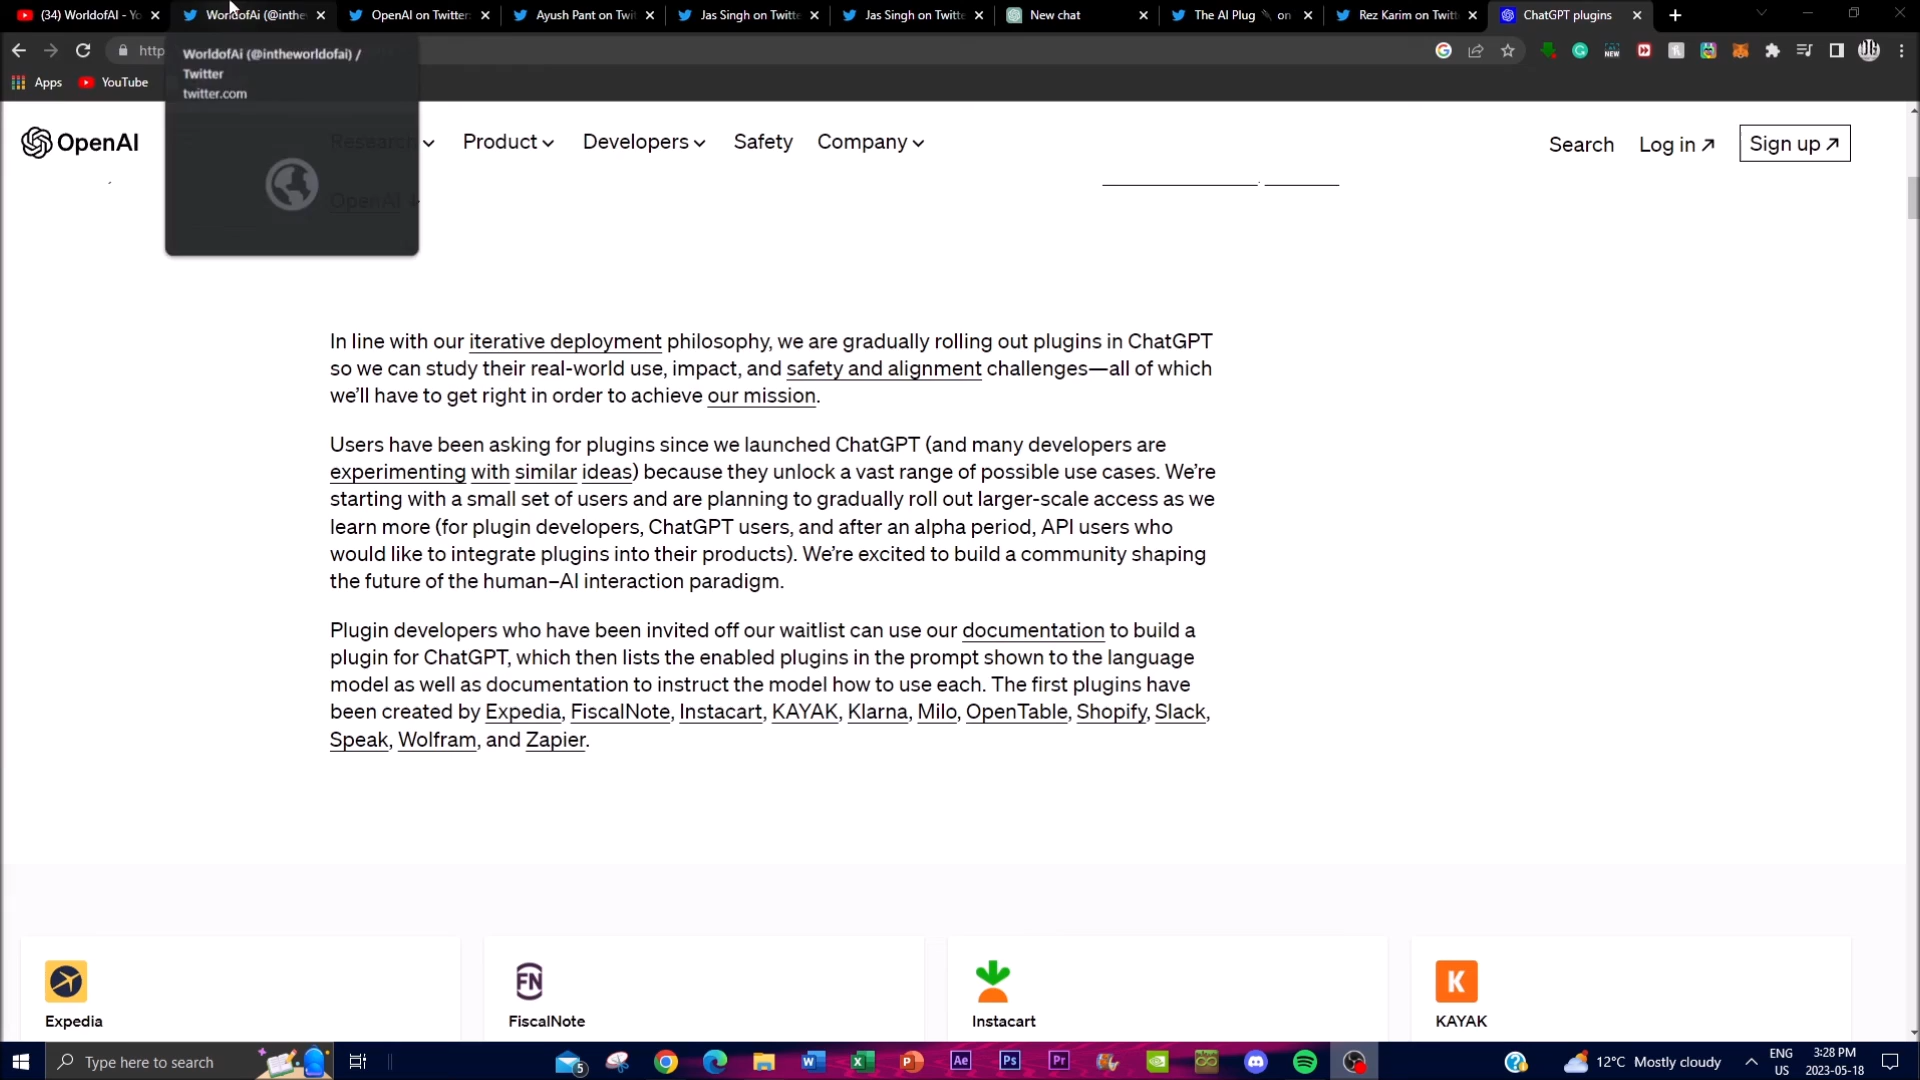 (34) WorldofAI - Yo
WorldofAi (@inthe
OpenAI on Twitter:
Ayush Pant on Twi
Jas Singh on Twitte
Jas Singh on Twitte
New chat
The AI Plug 🔌 on
Rez Karim on Twitt
ChatGPT plugins
http
NEW
Apps
YouTube
WorldofAi (@intheworldofai) /
Twitter
twitter.com
OpenAI
Research
Product
Developers
Safety
Company
Search
Log in ↗
Sign up ↗
OpenAI ↓
In line with our iterative deployment philosophy, we are gradually rolling out plugins in ChatGPT
so we can study their real-world use, impact, and safety and alignment challenges—all of which
we'll have to get right in order to achieve our mission.
Users have been asking for plugins since we launched ChatGPT (and many developers are
experimenting with similar ideas) because they unlock a vast range of possible use cases. We're
starting with a small set of users and are planning to gradually roll out larger-scale access as we
learn more (for plugin developers, ChatGPT users, and after an alpha period, API users who
would like to integrate plugins into their products). We're excited to build a community shaping
the future of the human–AI interaction paradigm.
Plugin developers who have been invited off our waitlist can use our documentation to build a
plugin for ChatGPT, which then lists the enabled plugins in the prompt shown to the language
model as well as documentation to instruct the model how to use each. The first plugins have
been created by Expedia, FiscalNote, Instacart, KAYAK, Klarna, Milo, OpenTable, Shopify, Slack,
Speak, Wolfram, and Zapier.
FN
K
Expedia
FiscalNote
Instacart
KAYAK
Type here to search
5
W
X
P
Ae
Ps
Pr
12°C Mostly cloudy
ENG
US
3:28 PM
2023-05-18